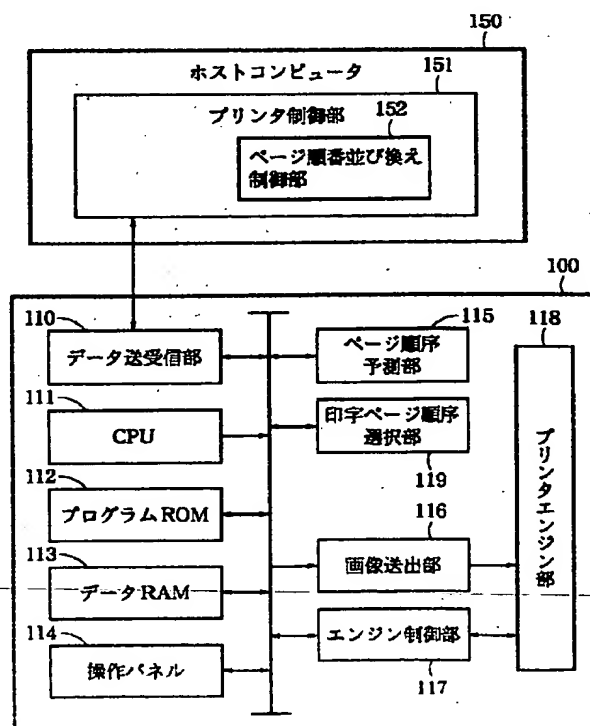 150
ホストコンピュータ
151
プリンタ制御部
152
ページ順番並び換え
制御部
100
110
データ送受信部
115
ページ順序
予測部
118
プリンタエンジン部
111
CPU
印字ページ順序
選択部
119
112
プログラムROM
116
画像送出部
113
データRAM
エンジン制御部
117
114
操作パネル